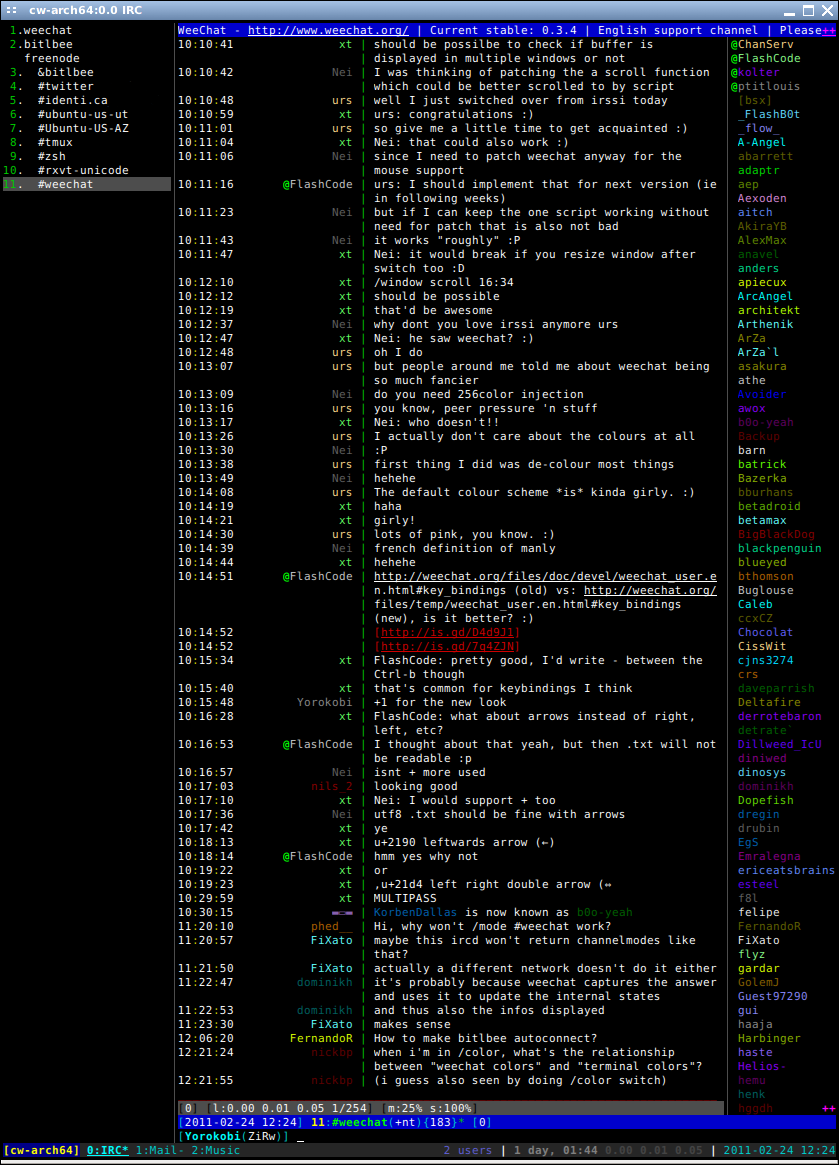 cw-arch64:0.0 IRC
1.weechat
2.bitlbee
freenode
3. &bitlbee
4. #twitter
5. #identi.ca
6. #ubuntu-us-ut
7. #Ubuntu-US-AZ
8. #tmux
9. #zsh
10. #rxvt-unicode
11. #weechat
WeeChat - http://www.weechat.org/ | Current stable: 0.3.4 | English support channel | Please++
10:10:41 xt | should be possilbe to check if buffer is
| displayed in multiple windows or not
10:10:42 Nei | I was thinking of patching the a scroll function
| which could be better scrolled to by script
10:10:48 urs | well I just switched over from irssi today
10:10:59 xt | urs: congratulations :)
10:11:01 urs | so give me a little time to get acquainted :)
10:11:04 xt | Nei: that could also work :)
10:11:06 Nei | since I need to patch weechat anyway for the
| mouse support
10:11:16 @FlashCode | urs: I should implement that for next version (ie
| in following weeks)
10:11:23 Nei | but if I can keep the one script working without
| need for patch that is also not bad
10:11:43 Nei | it works "roughly" :P
10:11:47 xt | Nei: it would break if you resize window after
| switch too :D
10:12:10 xt | /window scroll 16:34
10:12:12 xt | should be possible
10:12:19 xt | that'd be awesome
10:12:37 Nei | why dont you love irssi anymore urs
10:12:47 xt | Nei: he saw weechat? :)
10:12:48 urs | oh I do
10:13:07 urs | but people around me told me about weechat being
| so much fancier
10:13:09 Nei | do you need 256color injection
10:13:16 urs | you know, peer pressure 'n stuff
10:13:17 xt | Nei: who doesn't!!
10:13:26 urs | I actually don't care about the colours at all
10:13:30 Nei | :P
10:13:38 urs | first thing I did was de-colour most things
10:13:49 Nei | hehehe
10:14:08 urs | The default colour scheme *is* kinda girly. :)
10:14:19 xt | haha
10:14:21 xt | girly!
10:14:30 urs | lots of pink, you know. :)
10:14:39 Nei | french definition of manly
10:14:44 xt | hehehe
10:14:51 @FlashCode | http://weechat.org/files/doc/devel/weechat_user.e
| n.html#key_bindings (old) vs: http://weechat.org/
| files/temp/weechat_user.en.html#key_bindings
| (new), is it better? :)
10:14:52 | [http://is.gd/D4d9J1]
10:14:52 | [http://is.gd/7q4ZJN]
10:15:34 xt | FlashCode: pretty good, I'd write - between the
| Ctrl-b though
10:15:40 xt | that's common for keybindings I think
10:15:48 Yorokobi | +1 for the new look
10:16:28 xt | FlashCode: what about arrows instead of right,
| left, etc?
10:16:53 @FlashCode | I thought about that yeah, but then .txt will not
| be readable :p
10:16:57 Nei | isnt + more used
10:17:03 nils_2 | looking good
10:17:10 xt | Nei: I would support + too
10:17:36 Nei | utf8 .txt should be fine with arrows
10:17:42 xt | ye
10:18:13 xt | u+2190 leftwards arrow (←)
10:18:14 @FlashCode | hmm yes why not
10:19:22 xt | or
10:19:23 xt | ,u+21d4 left right double arrow (⇔
10:29:59 xt | MULTIPASS
10:30:15 | KorbenDallas is now known as b0o-yeah
11:20:10 phed__ | Hi, why won't /mode #weechat work?
11:20:57 FiXato | maybe this ircd won't return channelmodes like
| that?
11:21:50 FiXato | actually a different network doesn't do it either
11:22:47 dominikh | it's probably because weechat captures the answer
| and uses it to update the internal states
11:22:53 dominikh | and thus also the infos displayed
11:23:30 FiXato | makes sense
12:06:20 FernandoR | How to make bitlbee autoconnect?
12:21:24 nickbp | when i'm in /color, what's the relationship
| between "weechat colors" and "terminal colors"?
12:21:55 nickbp | (i guess also seen by doing /color switch)
@ChanServ
@FlashCode
@kolter
@ptitlouis
[bsx]
_FlashB0t
_flow_
A-Angel
abarrett
adaptr
aep
Aexoden
aitch
AkiraYB
AlexMax
anavel
anders
apiecux
ArcAngel
architekt
Arthenik
ArZa
ArZa`l
asakura
athe
Avoider
awox
b0o-yeah
Backup
barn
batrick
Bazerka
bburhans
betadroid
betamax
BigBlackDog
blackpenguin
blueyed
bthomson
Buglouse
Caleb
ccxCZ
Chocolat
CissWit
cjns3274
crs
daveparrish
Deltafire
derrotebaron
detrate`
Dillweed_IcU
diniwed
dinosys
dominikh
Dopefish
dregin
drubin
EgS
Emralegna
ericeatsbrains
esteel
f8l
felipe
FernandoR
FiXato
flyz
gardar
GolemJ
Guest97290
gui
haaja
Harbinger
haste
Helios-
hemu
henk
hggdh ++
[0] [l:0.00 0.01 0.05 1/254] [m:25% s:100%]
[2011-02-24 12:24] 11:#weechat(+nt){183}* [0]
[Yorokobi(ZiRw)] _
[cw-arch64] 0:IRC* 1:Mail- 2:Music 2 users | 1 day, 01:44 0.00 0.01 0.05 | 2011-02-24 12:24